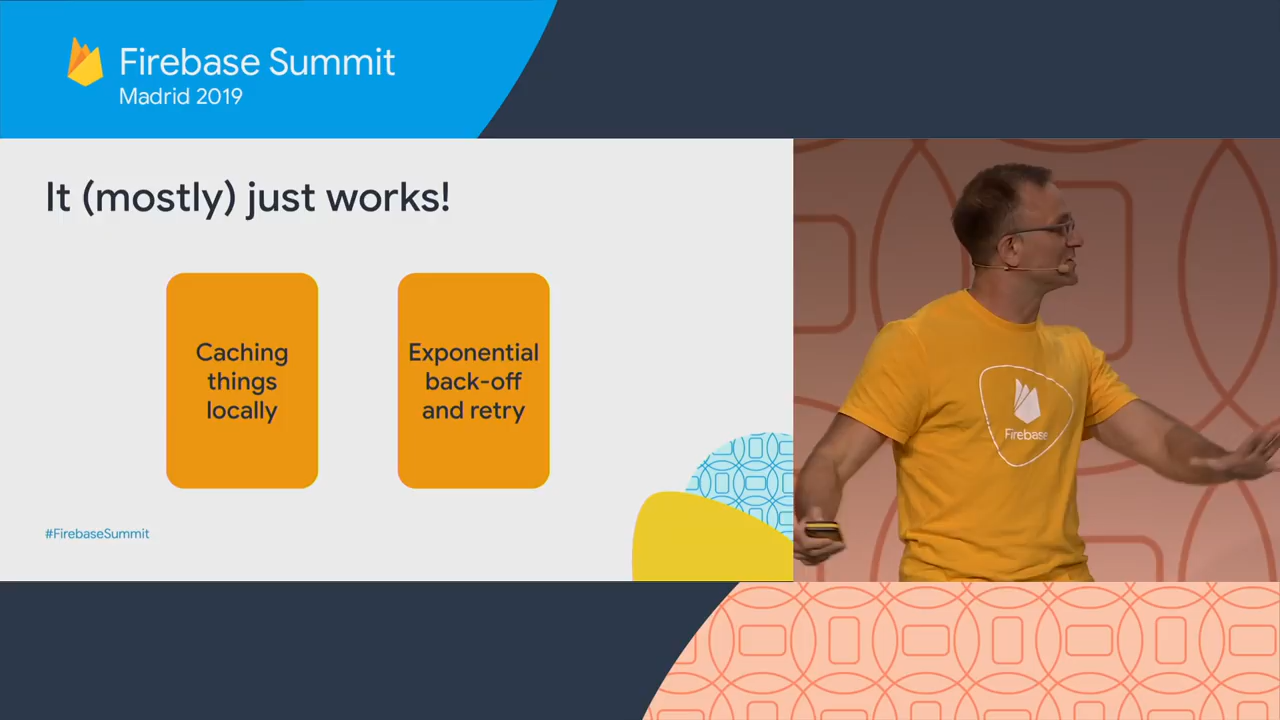 Firebase Summit
Madrid 2019
It (mostly) just works!
Caching
things
locally
Exponential
back-off
and retry
#FirebaseSummit
Firebase